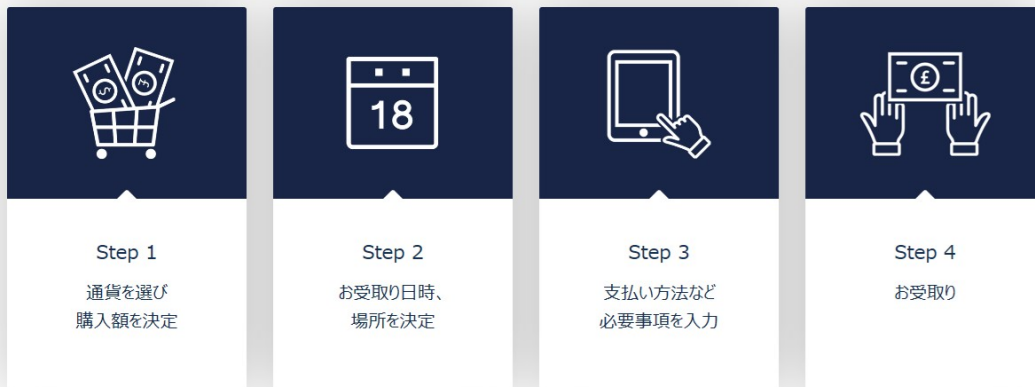 18
Step 1
通貨を選び
購入額を決定
Step 2
お受取り日時、
場所を決定
Step 3
支払い方法など
必要事項を入力
£
Step 4
お受取り